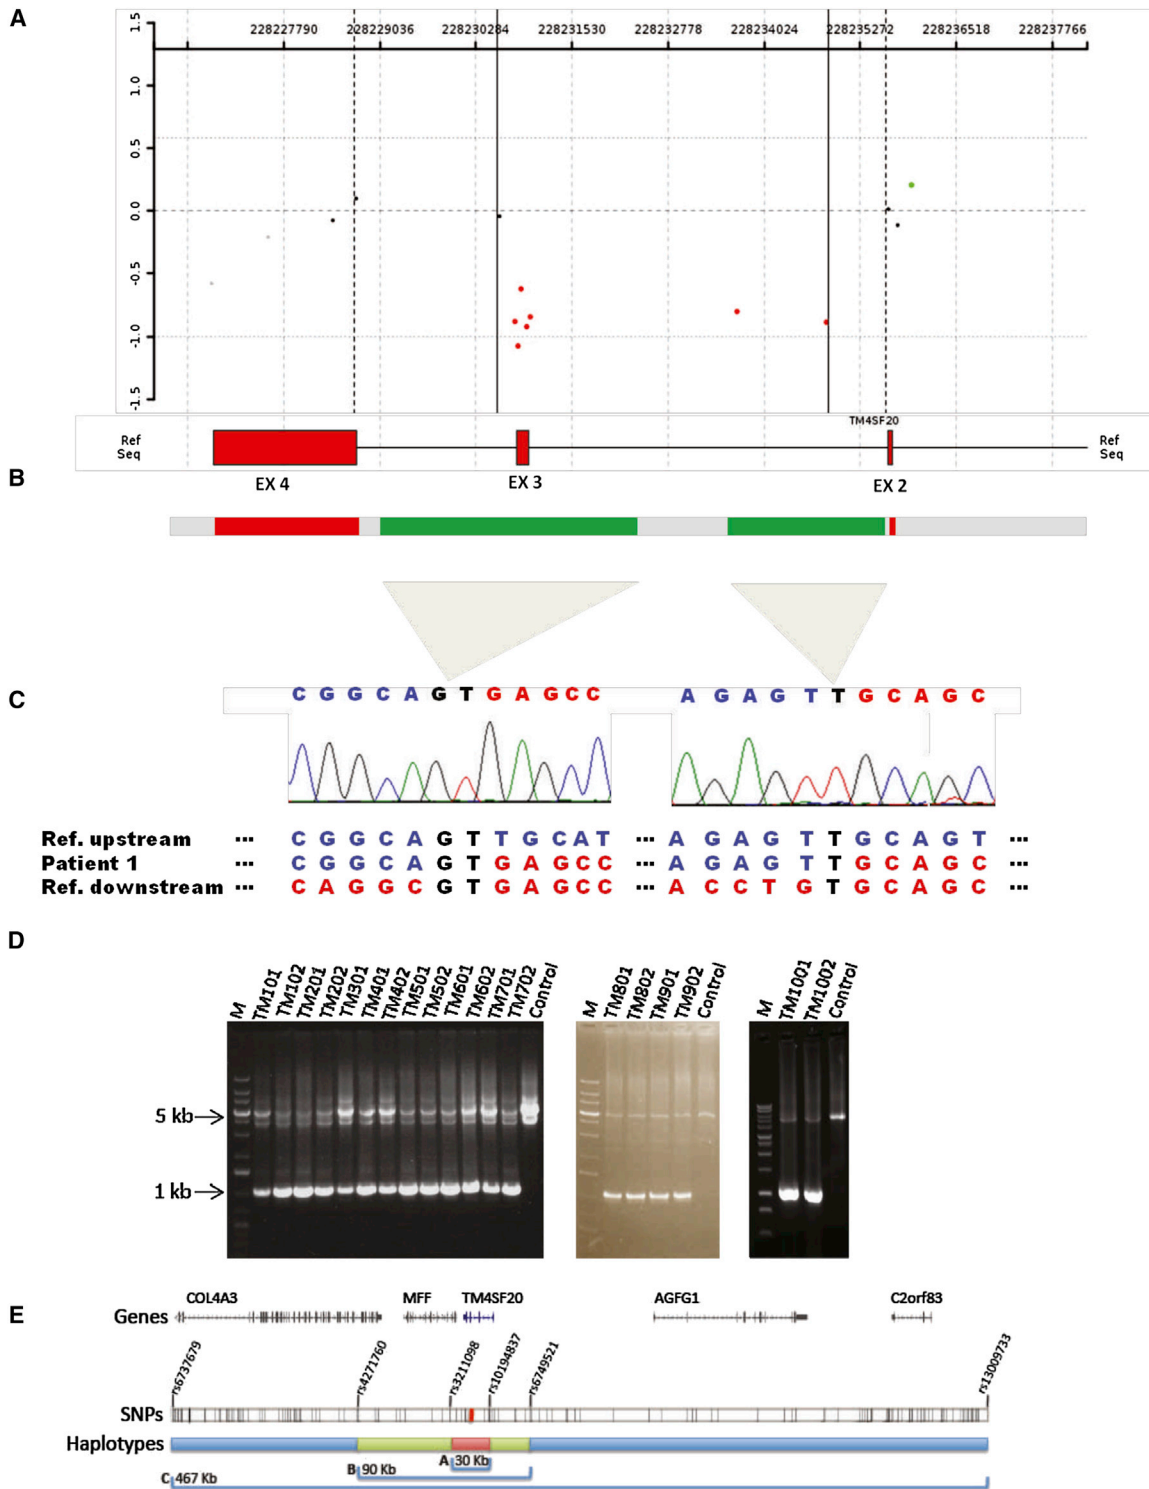 A
1.5
1.0
0.5
0.0
-0.5
-1.0
-1.5
228227790 228229036 228230284 228231530 228232778 228234024 228235272 228236518 228237766
TM4SF20
Ref Seq
Ref Seq
B
EX 4 EX 3 EX 2
C
C G G C A G T G A G C C A G A G T T G C A G C
Ref. upstream ... C G G C A G T T G C A T ... A G A G T T G C A G T ...
Patient 1 ... C G G C A G T G A G C C ... A G A G T T G C A G C ...
Ref. downstream ... C A G G C G T G A G C C ... A C C T G T G C A G C ...
D
M TM101 TM102 TM201 TM202 TM301 TM401 TM402 TM501 TM502 TM601 TM602 TM701 TM702 Control
M TM801 TM802 TM901 TM902 Control
M TM1001 TM1002 Control
5 kb
1 kb
E
Genes COL4A3 MFF TM4SF20 AGFG1 C2orf83
rs6737679 rs4271760 rs3211098 rs10194837 rs6749521 rs13009733
SNPs
Haplotypes
A 30 Kb
B 90 Kb
C 467 Kb